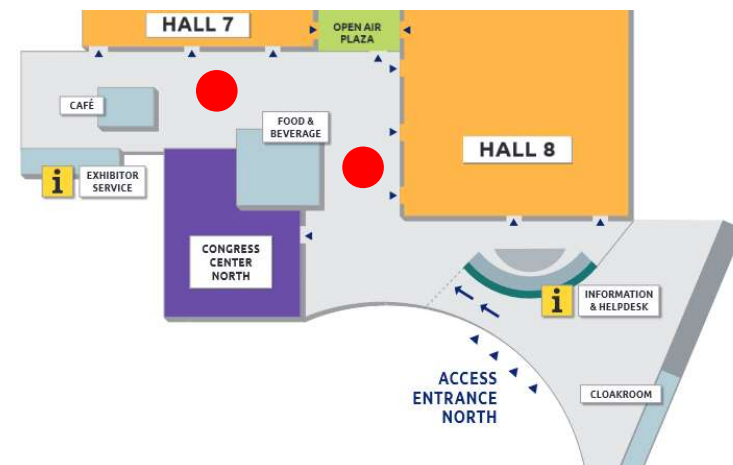 HALL 7
OPEN AIR
PLAZA
CAFÉ
FOOD &
BEVERAGE
HALL 8
i
EXHIBITOR
SERVICE
CONGRESS
CENTER
NORTH
i
INFORMATION
& HELPDESK
ACCESS
ENTRANCE
NORTH
CLOAKROOM